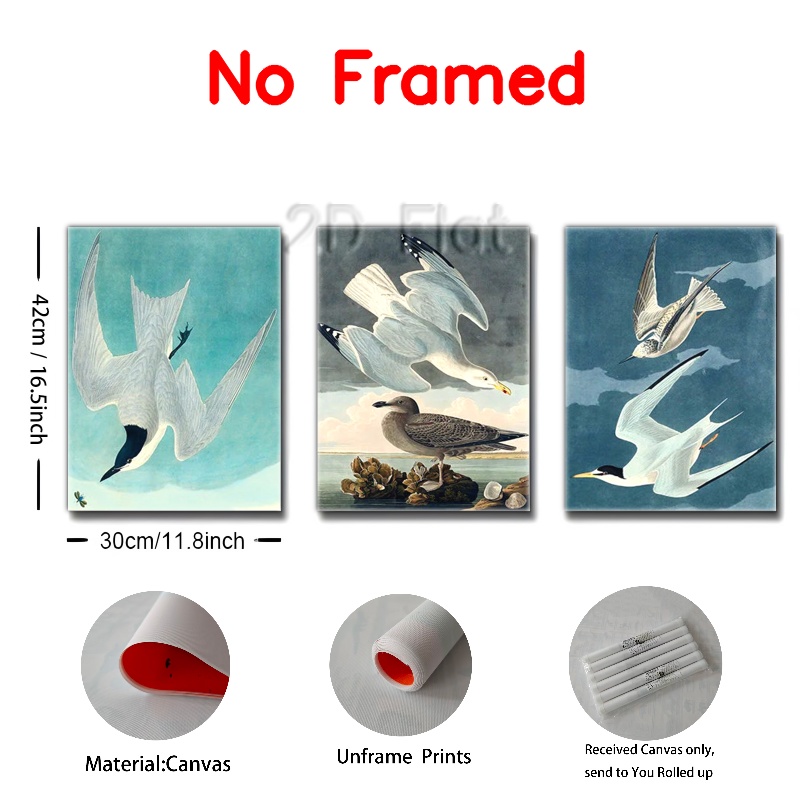 No Framed
2D Flat
42cm / 16.5inch
30cm/11.8inch
Material:Canvas
Unframe Prints
Received Canvas only,
send to You Rolled up